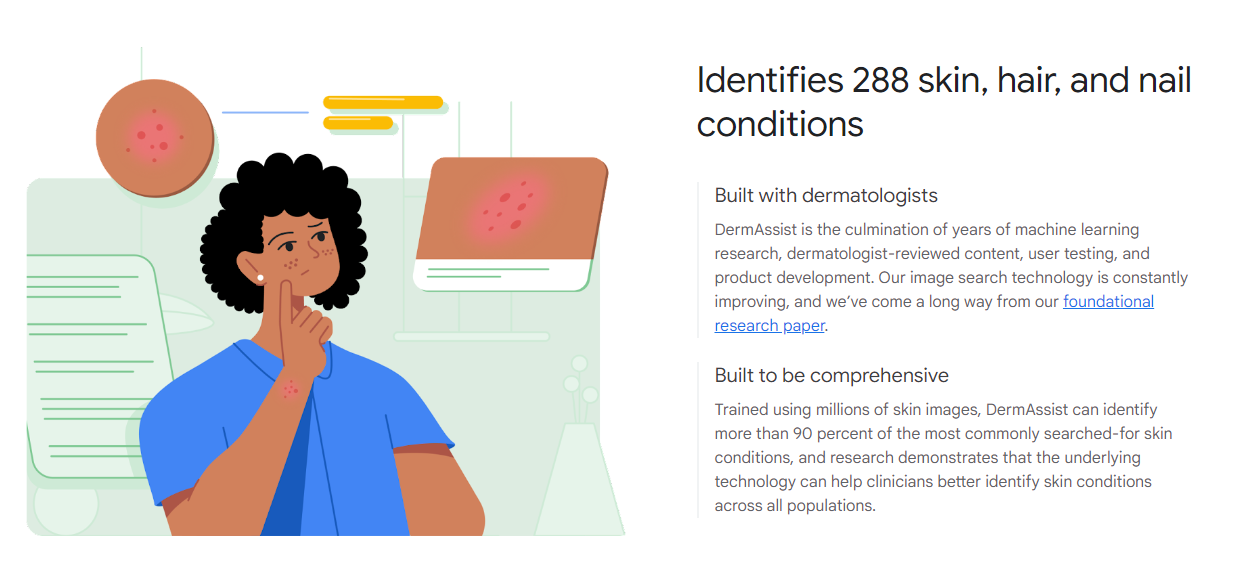 Identifies 288 skin, hair, and nail
conditions
Built with dermatologists
DermAssist is the culmination of years of machine learning
research, dermatologist-reviewed content, user testing, and
product development. Our image search technology is constantly
improving, and we’ve come a long way from our foundational
research paper.
Built to be comprehensive
Trained using millions of skin images, DermAssist can identify
more than 90 percent of the most commonly searched-for skin
conditions, and research demonstrates that the underlying
technology can help clinicians better identify skin conditions
across all populations.